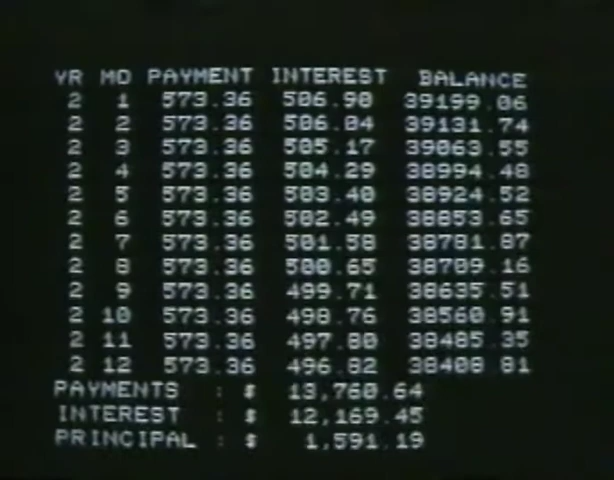 YR MO PAYMENT INTEREST BALANCE
2 1 573.36 506.90 39199.06
2 2 573.36 506.04 39131.74
2 3 573.36 505.17 39063.55
2 4 573.36 504.29 38994.48
2 5 573.36 503.40 38924.52
2 6 573.36 502.49 38853.65
2 7 573.36 501.58 38781.87
2 8 573.36 500.65 38709.16
2 9 573.36 499.71 38635.51
2 10 573.36 498.76 38560.91
2 11 573.36 497.80 38485.35
2 12 573.36 496.82 38408.81
PAYMENTS : $ 13,760.64
INTEREST : $ 12,169.45
PRINCIPAL : $ 1,591.19